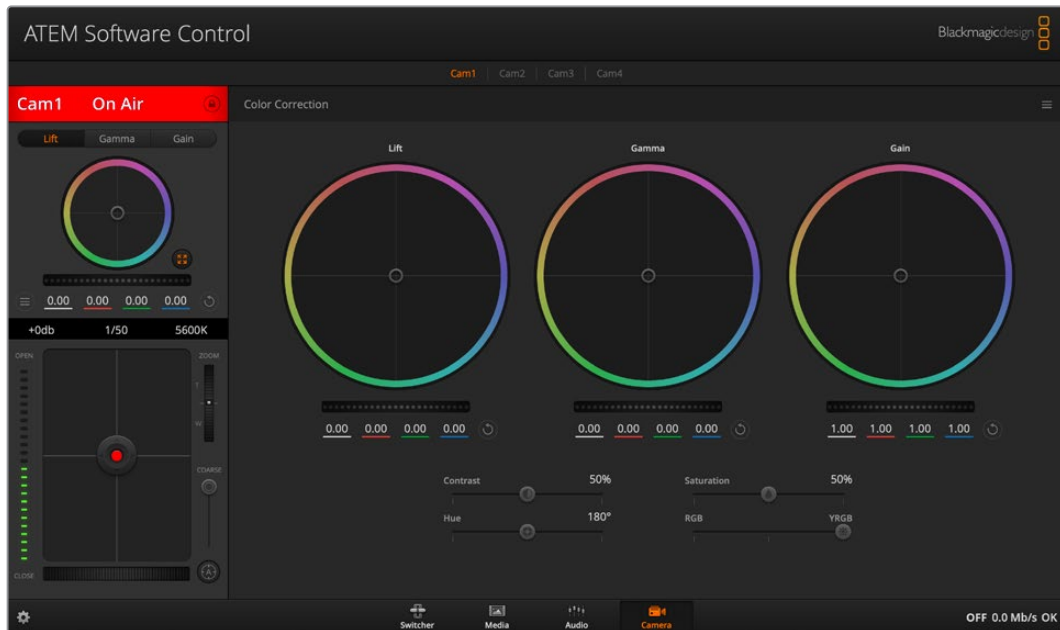 ATEM Software Control
Blackmagicdesign
Cam1 Cam2 Cam3 Cam4
Cam1 On Air
Color Correction
Lift Gamma Gain
Lift Gamma Gain
0.00 0.00 0.00 0.00
+0db 1/50 5600K
OPEN
ZOOM
T
W
COARSE
CLOSE
A
0.00 0.00 0.00 0.00
0.00 0.00 0.00 0.00
1.00 1.00 1.00 1.00
Contrast 50%
Saturation 50%
Hue 180°
RGB YRGB
Switcher Media Audio Camera
OFF 0.0 Mb/s OK